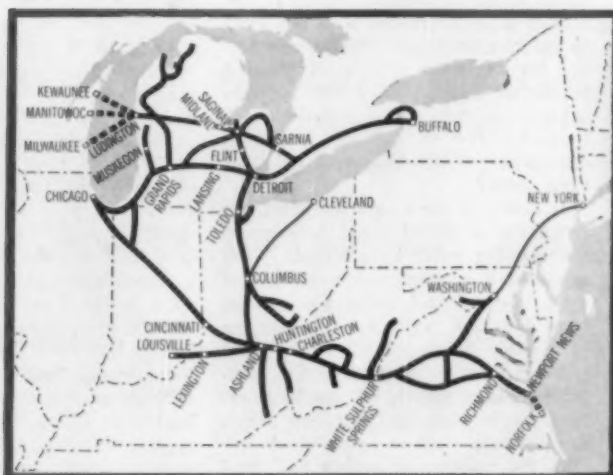 KEWAUNEE
MANITOWOC
MILWAUKEE
LUDINGTON
MUSKEGON
SAGINAW
MIDLAND
FLINT
SARNIA
BUFFALO
CHICAGO
GRAND
RAPIDS
LANSING
DETROIT
TOLEDO
CLEVELAND
NEW YORK
COLUMBUS
WASHINGTON
CINCINNATI
LOUISVILLE
LEXINGTON
ASHLAND
HUNTINGTON
CHARLESTON
WHITE SULPHUR
SPRINGS
RICHMOND
NEWPORT NEWS
NORFOLK